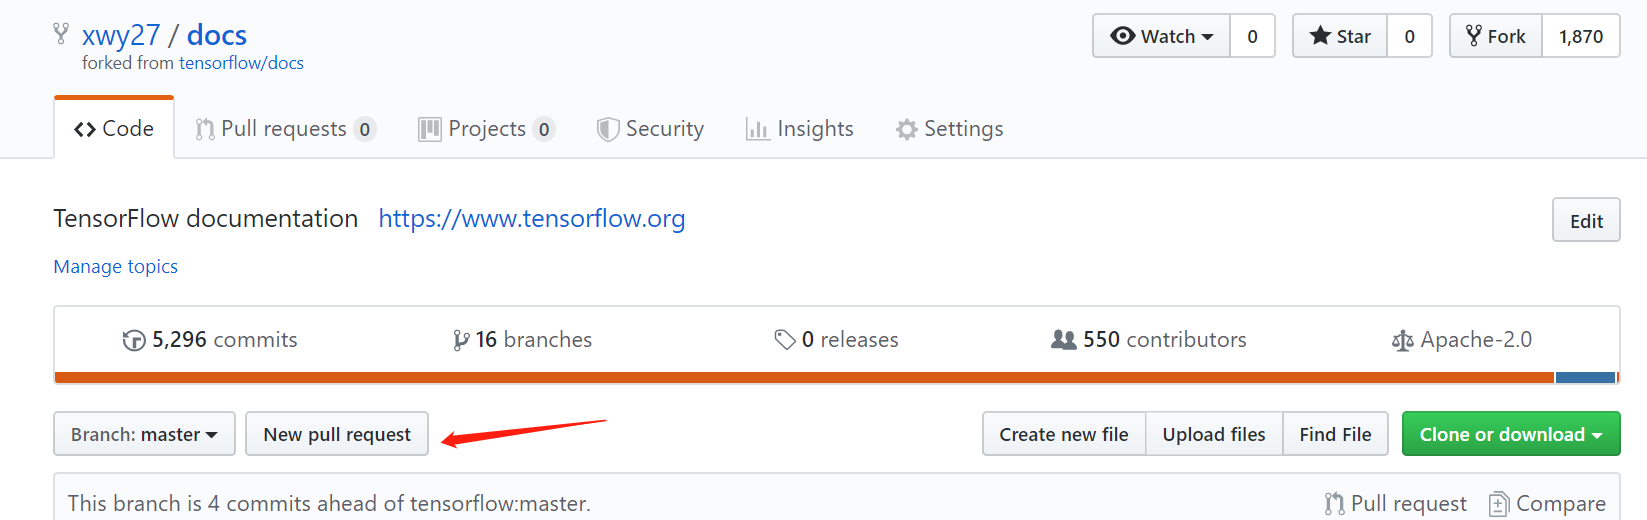 xwy27 / docs
Watch 0 Star 0 Fork 1,870
forked from tensorflow/docs
Code Pull requests 0 Projects 0 Security Insights Settings
TensorFlow documentation https://www.tensorflow.org Edit
Manage topics
5,296 commits 16 branches 0 releases 550 contributors Apache-2.0
Branch: master New pull request Create new file Upload files Find File Clone or download
This branch is 4 commits ahead of tensorflow:master. Pull request Compare